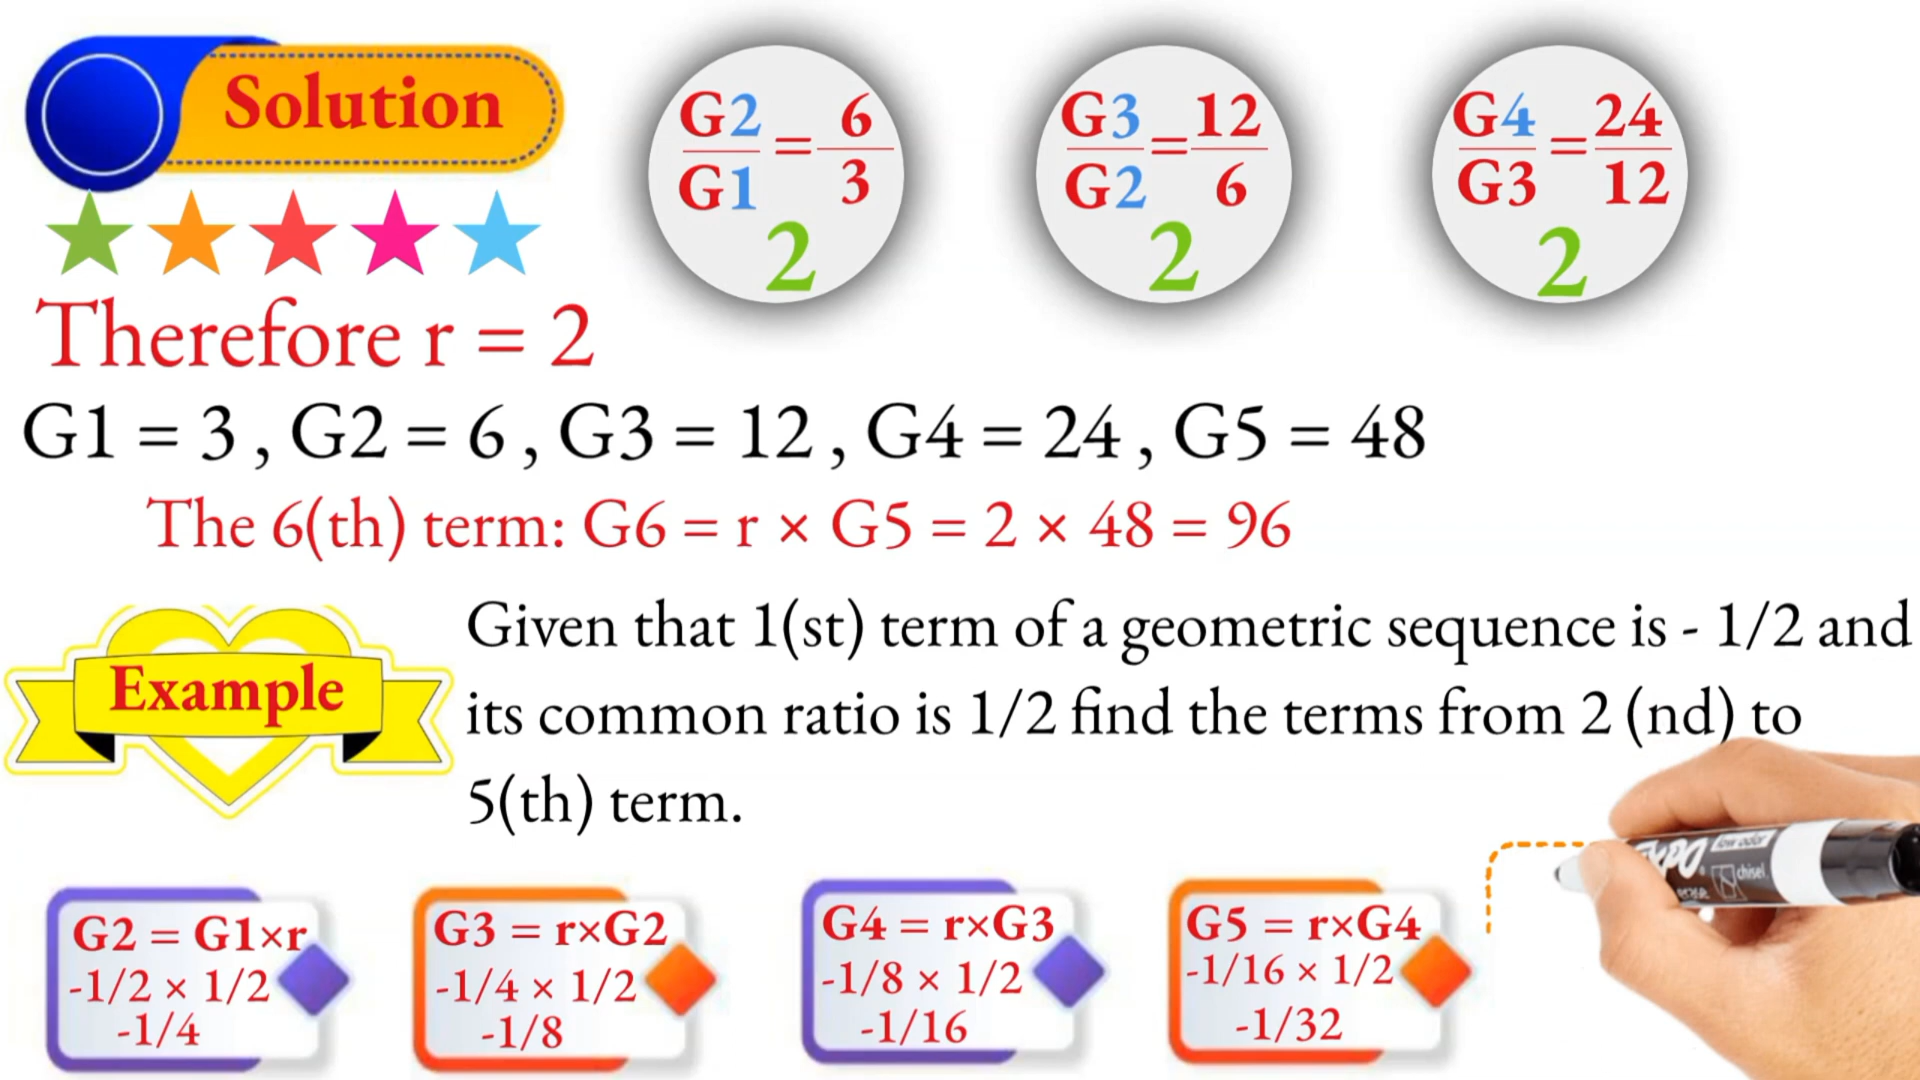 Solution
G2/G1 = 6/3
2
G3/G2 = 12/6
2
G4/G3 = 24/12
2
Therefore r = 2
G1 = 3 , G2 = 6 , G3 = 12 , G4 = 24 , G5 = 48
The 6(th) term: G6 = r × G5 = 2 × 48 = 96
Example
Given that 1(st) term of a geometric sequence is - 1/2 and
its common ratio is 1/2 find the terms from 2 (nd) to
5(th) term.
G2 = G1×r
-1/2 × 1/2
-1/4
G3 = r×G2
-1/4 × 1/2
-1/8
G4 = r×G3
-1/8 × 1/2
-1/16
G5 = r×G4
-1/16 × 1/2
-1/32
low odor
chisel